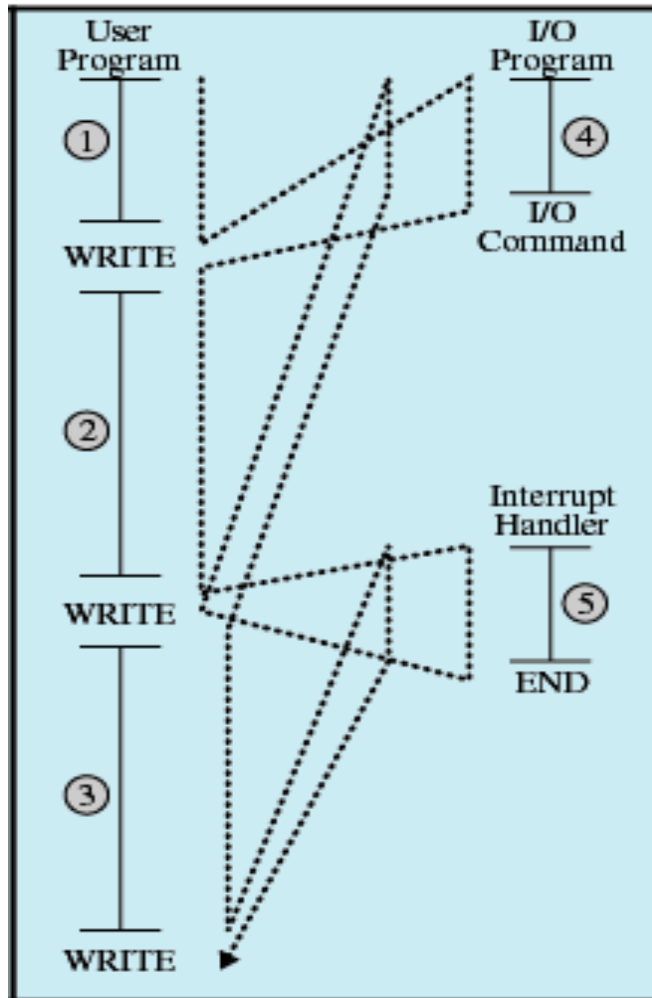 User
Program
1
WRITE
2
WRITE
3
WRITE
I/O
Program
4
I/O
Command
Interrupt
Handler
5
END